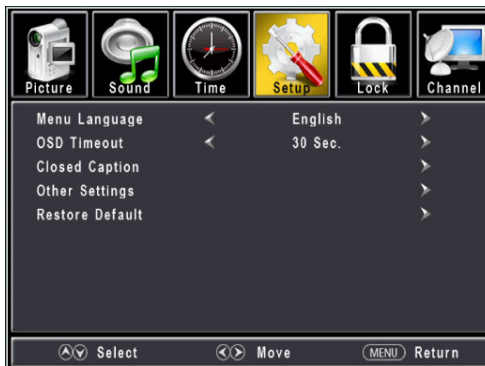 Picture Sound Time Setup Lock Channel
Menu Language English
OSD Timeout 30 Sec.
Closed Caption
Other Settings
Restore Default
Select Move MENU Return